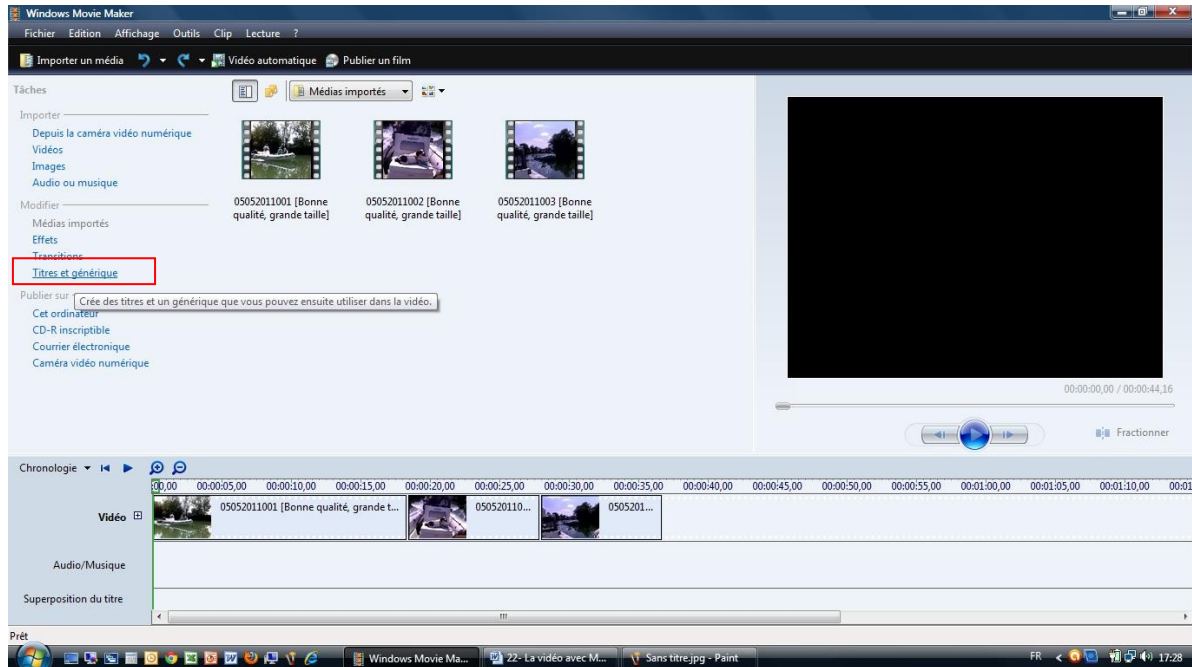 Windows Movie Maker
Fichier Edition Affichage Outils Clip Lecture ?
Importer un média Vidéo automatique Publier un film
Tâches
Médias importés
Importer
Depuis la caméra vidéo numérique
Vidéos
Images
Audio ou musique
05052011001 [Bonne qualité, grande taille]
05052011002 [Bonne qualité, grande taille]
05052011003 [Bonne qualité, grande taille]
Modifier
Médias importés
Effets
Transitions
Titres et générique
Publier sur
Crée des titres et un générique que vous pouvez ensuite utiliser dans la vidéo.
Cet ordinateur
CD-R inscriptible
Courrier électronique
Caméra vidéo numérique
00:00:00,00 / 00:00:44,16
Fractionner
Chronologie
00,00 00:00:05,00 00:00:10,00 00:00:15,00 00:00:20,00 00:00:25,00 00:00:30,00 00:00:35,00 00:00:40,00 00:00:45,00 00:00:50,00 00:00:55,00 00:01:00,00 00:01:05,00 00:01:10,00 00:01
Vidéo
05052011001 [Bonne qualité, grande t... 050520110... 0505201...
Audio/Musique
Superposition du titre
Prêt
Windows Movie Ma... 22- La vidéo avec M... Sans titre.jpg - Paint FR 17:28